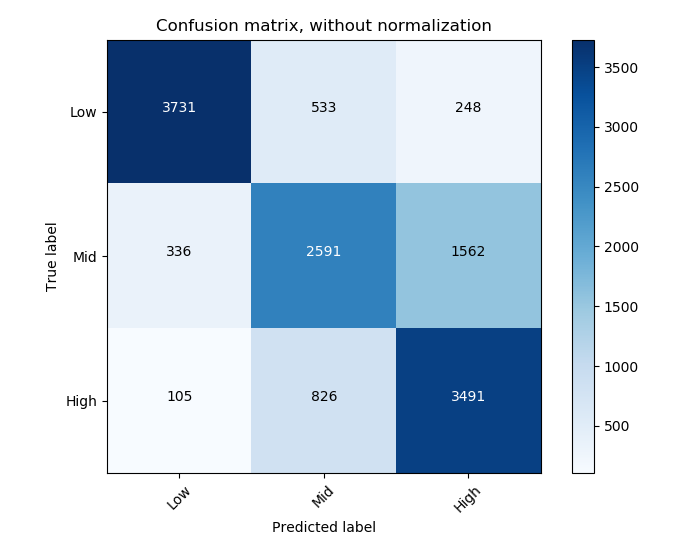 Confusion matrix, without normalization
Low 3731 533 248
Mid 336 2591 1562
High 105 826 3491
Low Mid High
Predicted label
True label
3500
3000
2500
2000
1500
1000
500